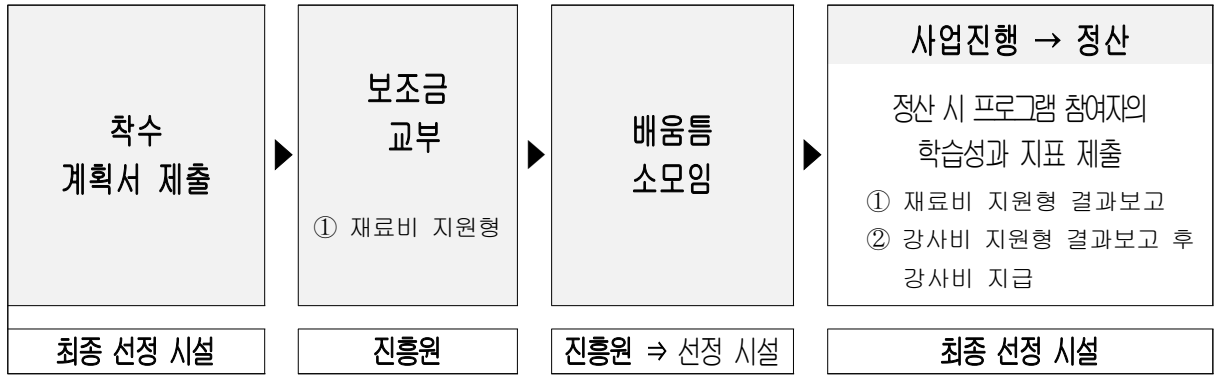 착수
계획서 제출
최종 선정 시설
보조금
교부
① 재료비 지원형
진흥원
배움틈
소모임
진흥원 ⇒ 선정 시설
사업진행 → 정산
정산 시 프로그램 참여자의
학습성과 지표 제출
① 재료비 지원형 결과보고
② 강사비 지원형 결과보고 후
강사비 지급
최종 선정 시설